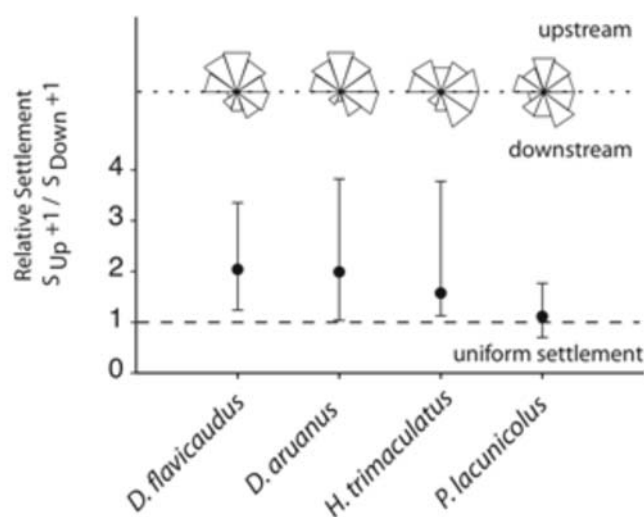 upstream
downstream
Relative Settlement
S Up +1 / S Down +1
4
3
2
1
0
uniform settlement
D. flavicaudus
D. aruanus
H. trimaculatus
P. lacunicolus